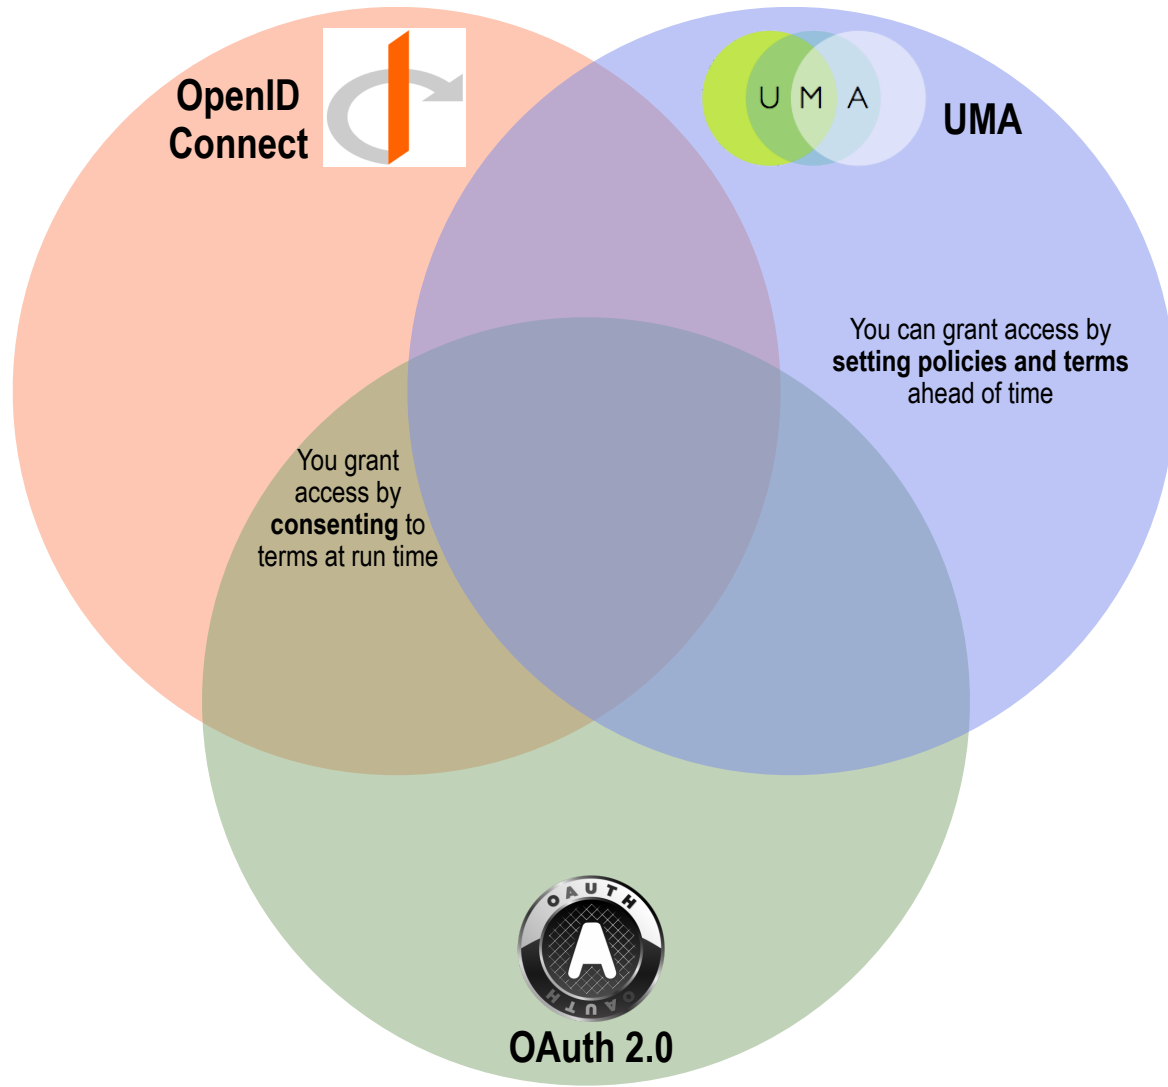 OpenID
Connect
U M A
UMA
You can grant access by
setting policies and terms
ahead of time
You grant
access by
consenting to
terms at run time
OAUTH
A
OAUTH
OAuth 2.0